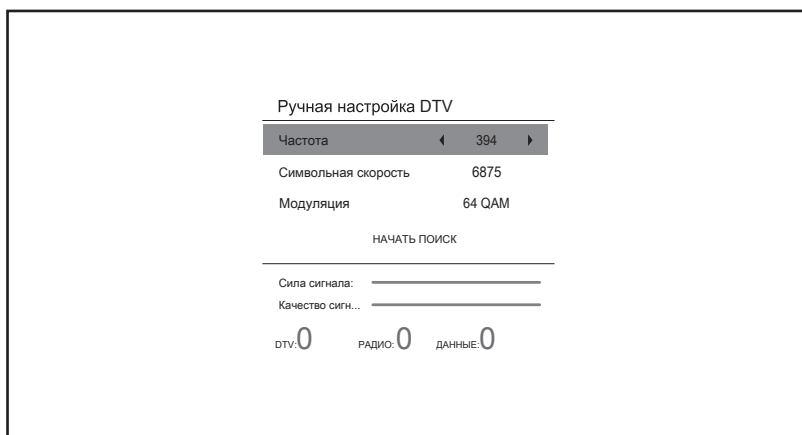 Ручная настройка DTV
Частота 394
Символьная скорость 6875
Модуляция 64 QAM
НАЧАТЬ ПОИСК
Сила сигнала:
Качество сигн...
DTV:0 РАДИО:0 ДАННЫЕ:0